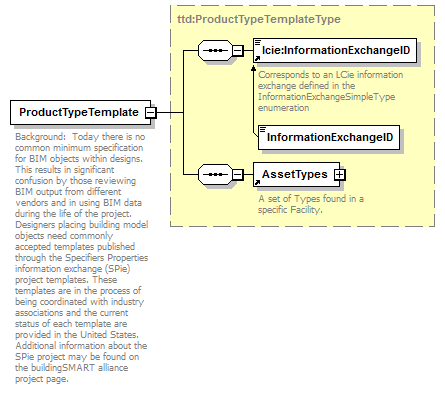 ttd:ProductTypeTemplateType
lcie:InformationExchangeID
Corresponds to an LCie information
exchange defined in the
InformationExchangeSimpleType
enumeration
ProductTypeTemplate
Background:  Today there is no
common minimum specification
for BIM objects within designs.
This results in significant
confusion by those reviewing
BIM output from different
vendors and in using BIM data
during the life of the project.
Designers placing building model
objects need commonly
accepted templates published
through the Specifiers Properties
information exchange (SPie)
project templates. These
templates are in the process of
being coordinated with industry
associations and the current
status of each template are
provided in the United States.
Additional information about the
SPie project may be found on
the buildingSMART alliance
project page.
InformationExchangeID
AssetTypes
A set of Types found in a
specific Facility.